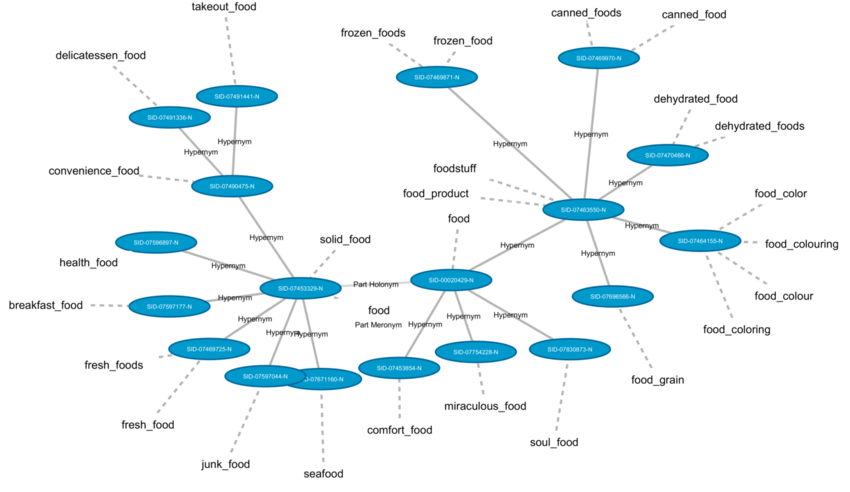 takeout_food
delicatessen_food
SID-07491441-N
SID-07491336-N
Hypernym
Hypernym
convenience_food
SID-07490475-N
Hypernym
frozen_foods
frozen_food
SID-07469871-N
canned_foods
canned_food
SID-07469970-N
Hypernym
Hypernym
dehydrated_food
dehydrated_foods
SID-07470466-N
Hypernym
foodstuff
food_product
SID-07463550-N
Hypernym
food_color
food_colouring
SID-07464155-N
food_colour
food_coloring
Hypernym
Hypernym
SID-07696566-N
food_grain
food
SID-00020429-N
solid_food
SID-07596897-N
health_food
Hypernym
SID-07453329-N
Part Holonym
food
Part Meronym
breakfast_food
SID-07597177-N
Hypernym
Hypernym
Hypernym
Hypernym
fresh_foods
SID-07469725-N
fresh_food
SID-07597044-N
junk_food
07671160-N
seafood
Hypernym
Hypernym
Hypernym
SID-07453854-N
comfort_food
SID-07754228-N
miraculous_food
SID-07830873-N
soul_food